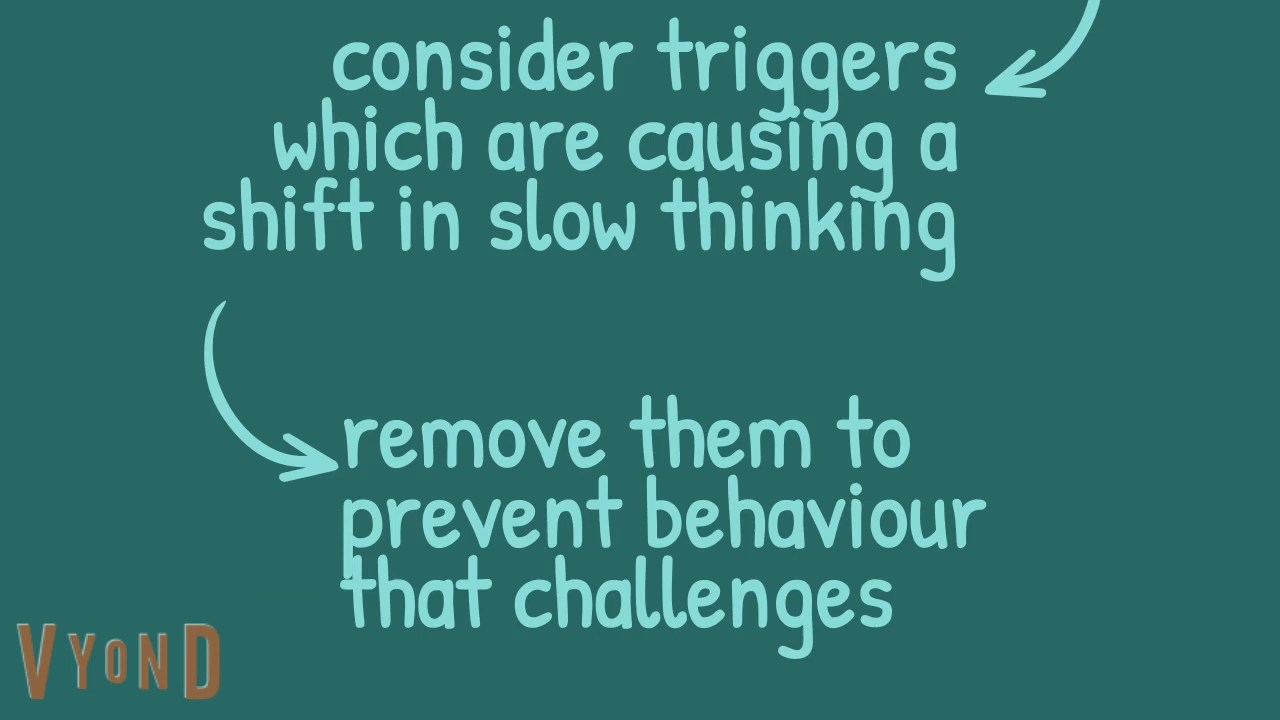 consider triggers
which are causing a
shift in slow thinking
remove them to
prevent behaviour
that challenges
VYOND